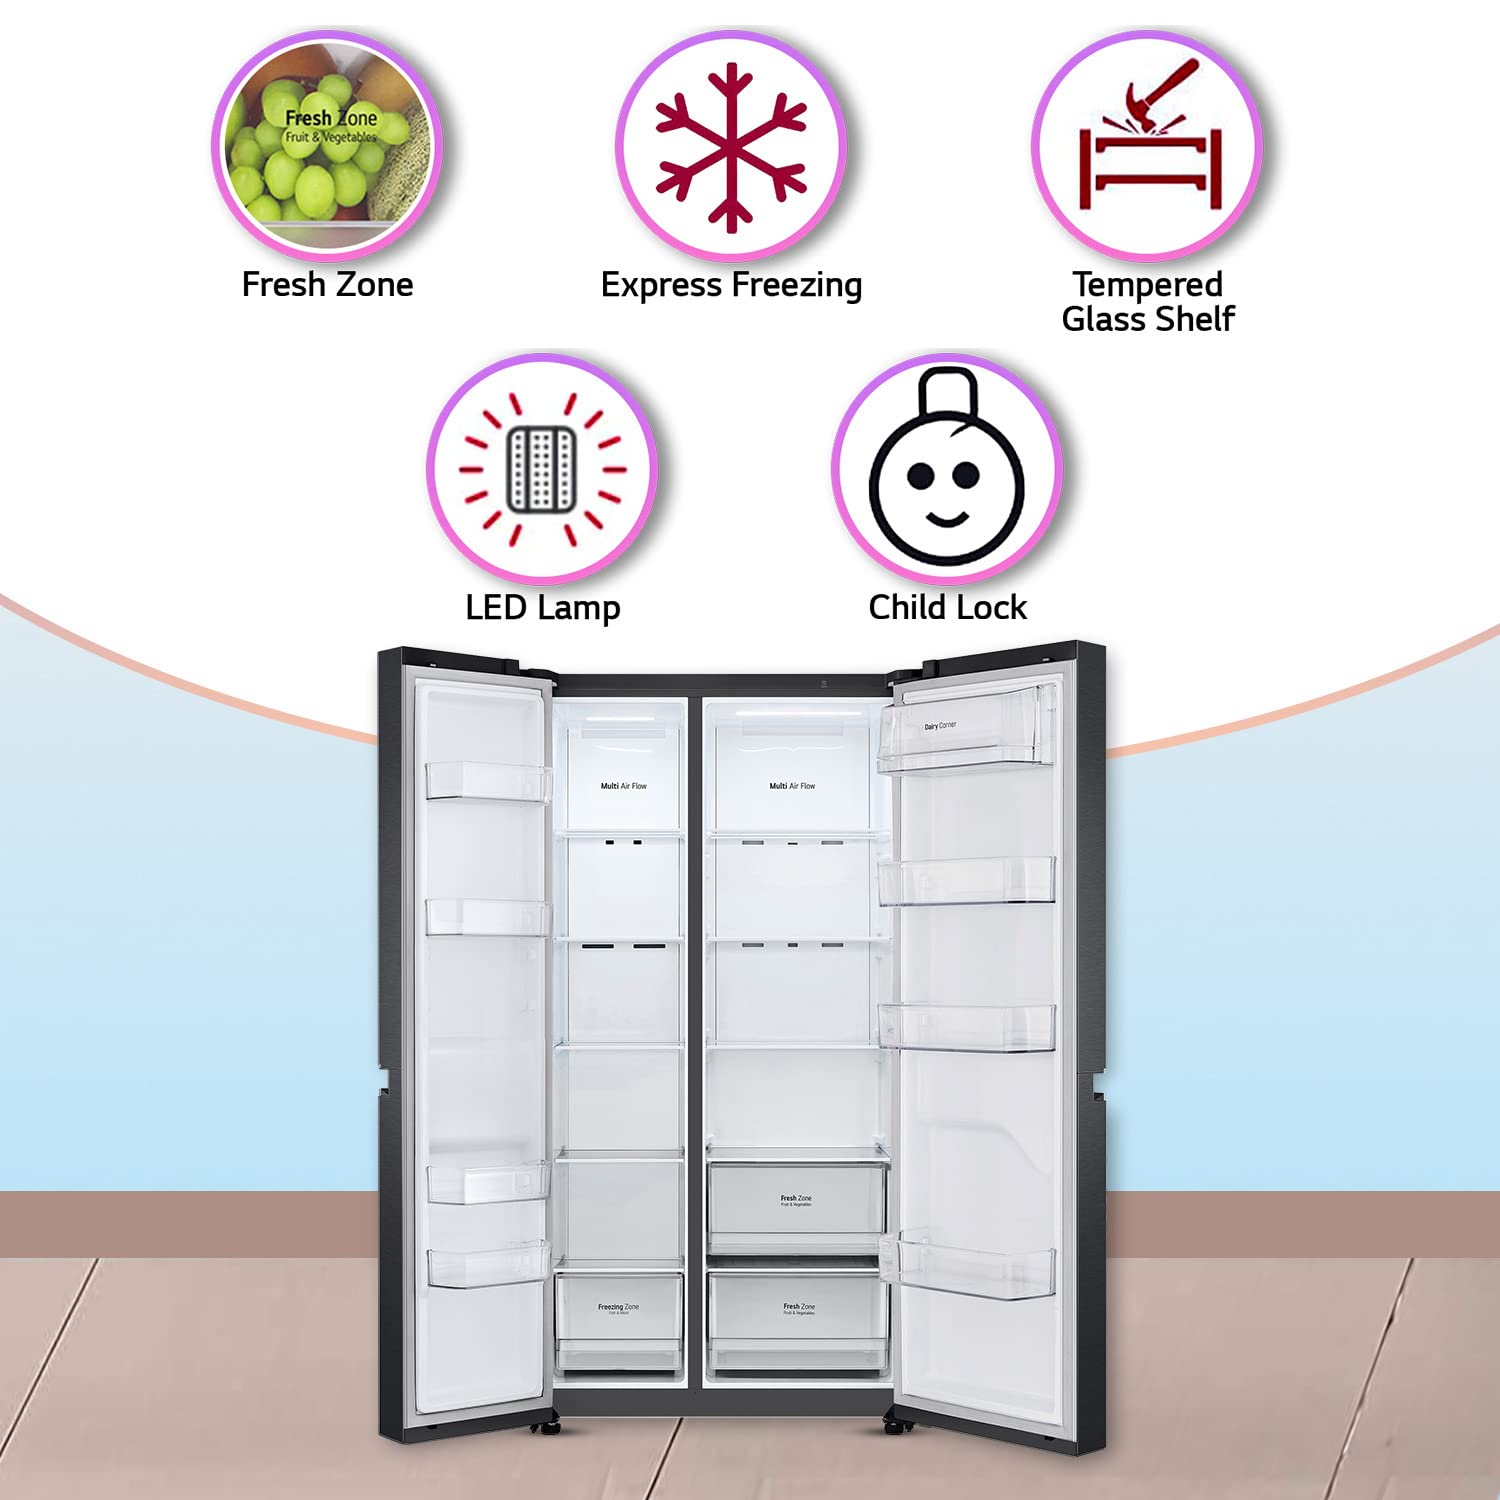 Fresh Zone
Fruit & Vegetables
Fresh Zone
Express Freezing
Tempered
Glass Shelf
LED Lamp
Child Lock
Dairy Corner
Multi Air Flow
Multi Air Flow
Fresh Zone
Fruit & Vegetables
Freezing Zone
Fish & Meat
Fresh Zone
Fruit & Vegetables